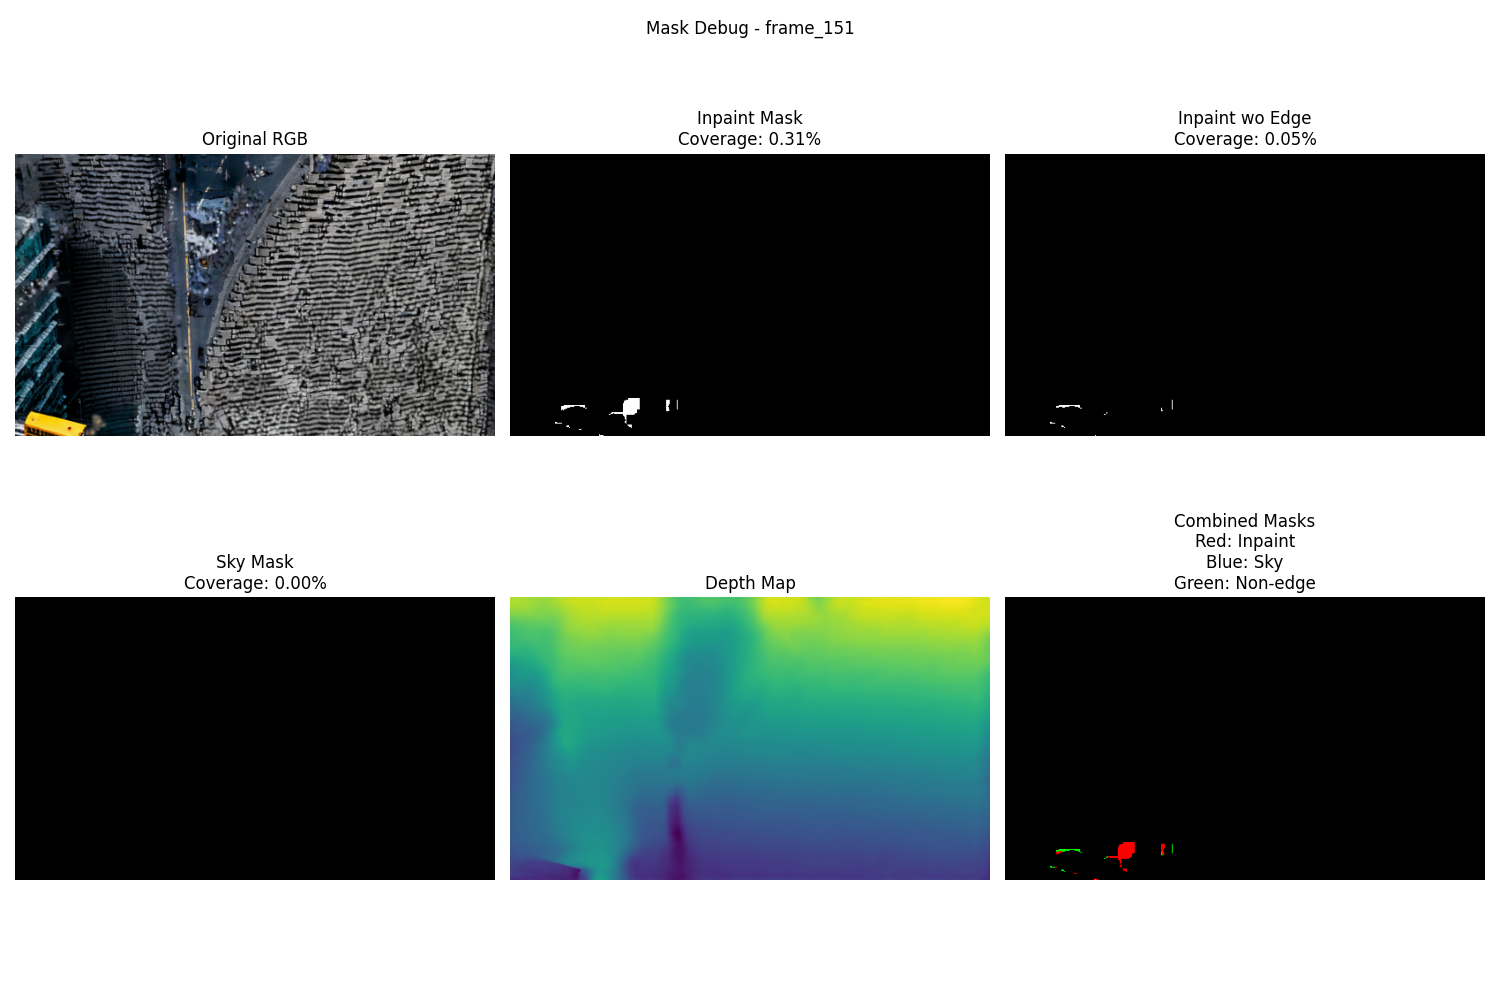 Mask Debug - frame_151
Original RGB
Inpaint Mask
Coverage: 0.31%
Inpaint wo Edge
Coverage: 0.05%
Sky Mask
Coverage: 0.00%
Depth Map
Combined Masks
Red: Inpaint
Blue: Sky
Green: Non-edge